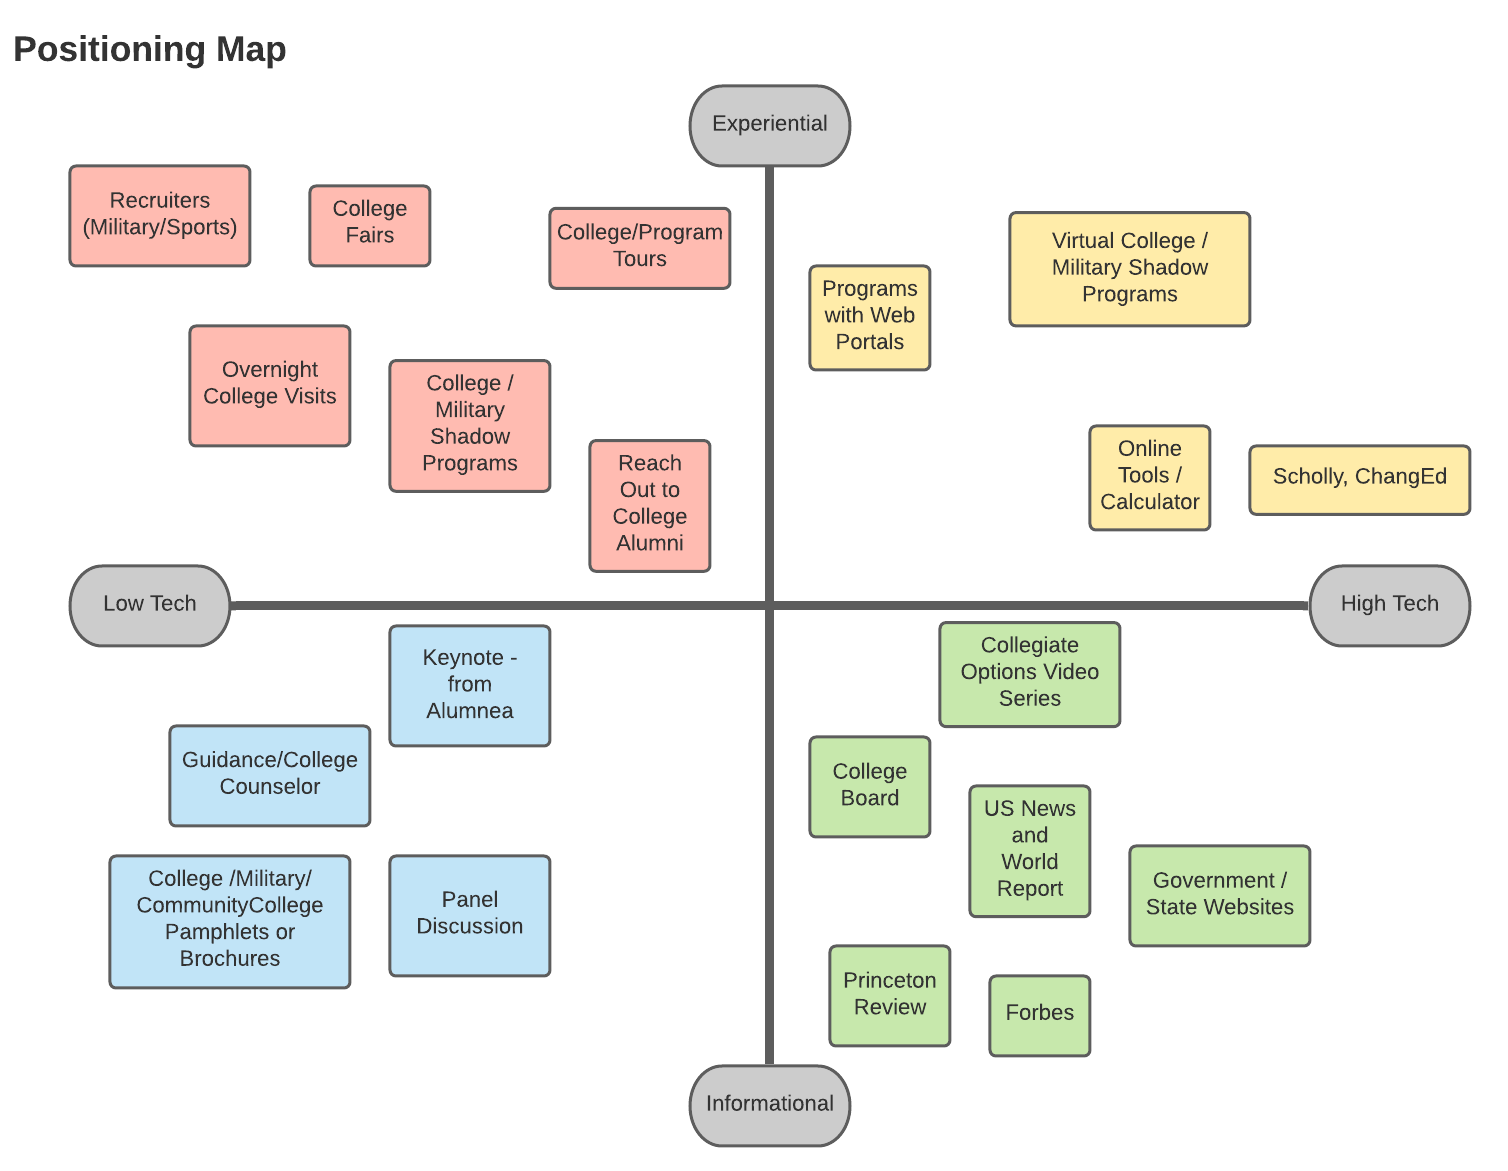 Positioning Map
Experiential
Recruiters
(Military/Sports)
College
Fairs
College/Program
Tours
Virtual College /
Military Shadow
Programs
Programs
with Web
Portals
Overnight
College Visits
College /
Military
Shadow
Programs
Reach
Out to
College
Alumni
Online
Tools /
Calculator
Scholly, ChangEd
Low Tech
High Tech
Keynote -
from
Alumnea
Collegiate
Options Video
Series
Guidance/College
Counselor
College
Board
US News
and
World
Report
College /Military/
CommunityCollege
Pamphlets or
Brochures
Panel
Discussion
Government /
State Websites
Princeton
Review
Forbes
Informational